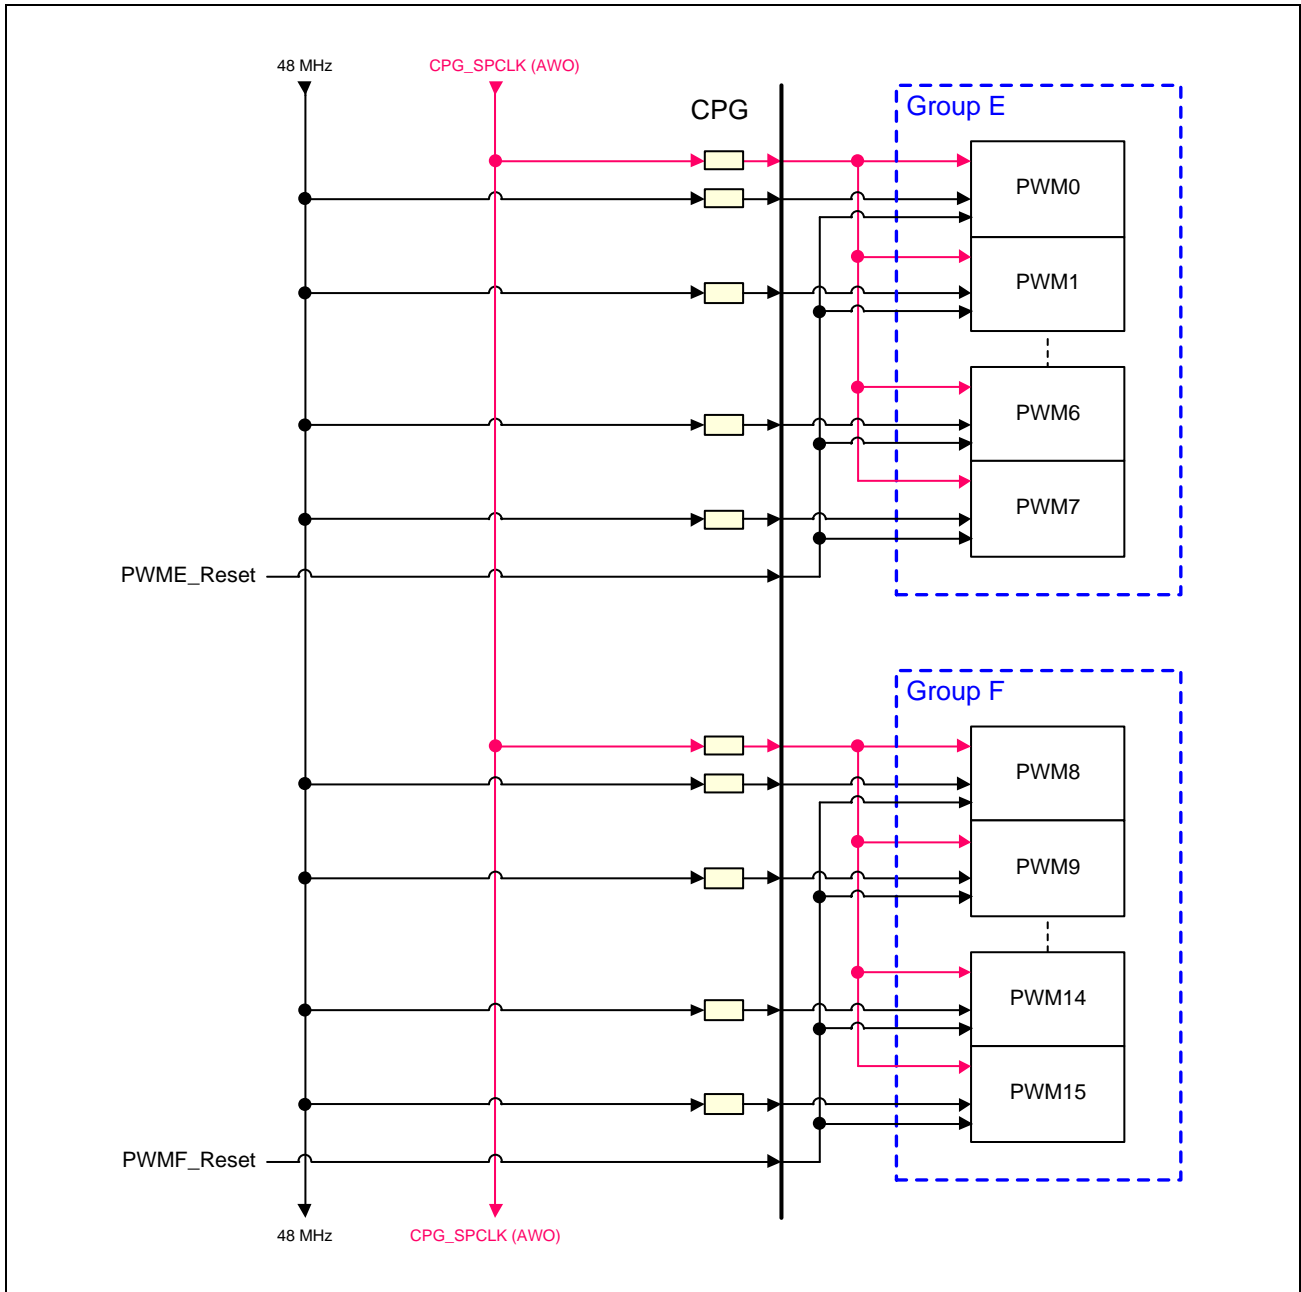 48 MHz
CPG_SPCLK (AWO)
CPG
Group E
PWM0
PWM1
PWM6
PWM7
PWME_Reset
Group F
PWM8
PWM9
PWM14
PWM15
PWMF_Reset
48 MHz
CPG_SPCLK (AWO)